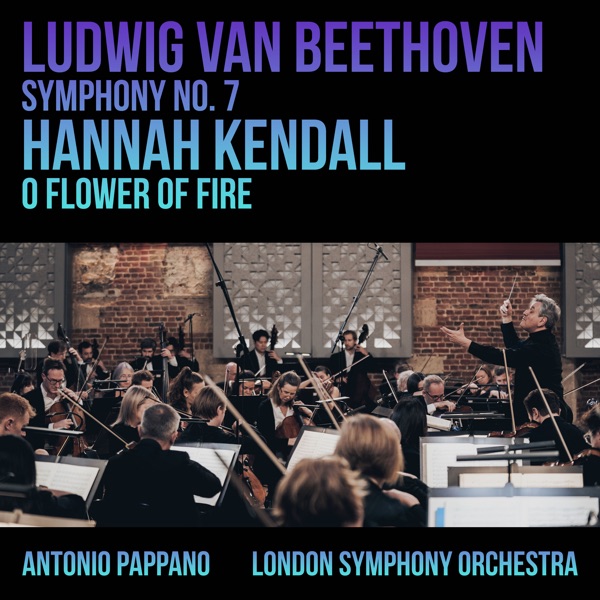 LUDWIG VAN BEETHOVEN
SYMPHONY NO. 7
HANNAH KENDALL
O FLOWER OF FIRE
ANTONIO PAPPANO LONDON SYMPHONY ORCHESTRA